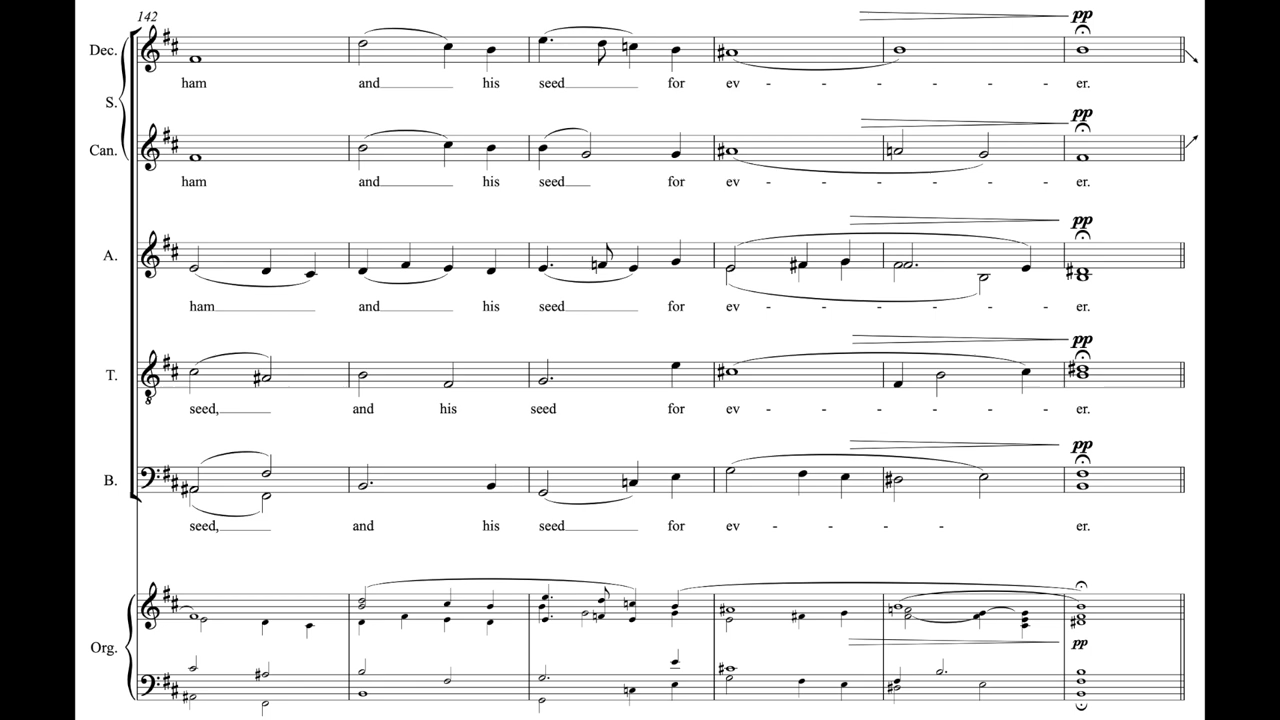 142
pp
Dec. ham and his seed for ev - - - - - - - er.
S.
pp
Can. ham and his seed for ev - - - - - - - er.
pp
A. ham and his seed for ev - - - - - - - er.
pp
T. seed, and his seed for ev - - - - - - - er.
pp
B. seed, and his seed for ev - - - - - er.
Org. pp